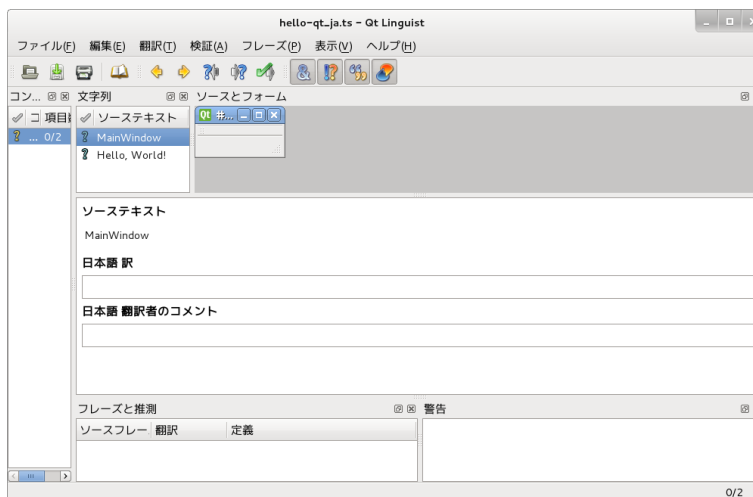 hello-qt_ja.ts - Qt Linguist
ファイル(F) 編集(E) 翻訳(T) 検証(A) フレーズ(P) 表示(V) ヘルプ(H)
コン... 文字列 ソースとフォーム
コ 項目 ソーステキスト Qt #...
... 0/2 MainWindow
Hello, World!
ソーステキスト
MainWindow
日本語 訳
日本語 翻訳者のコメント
フレーズと推測 警告
ソースフレー 翻訳 定義
0/2